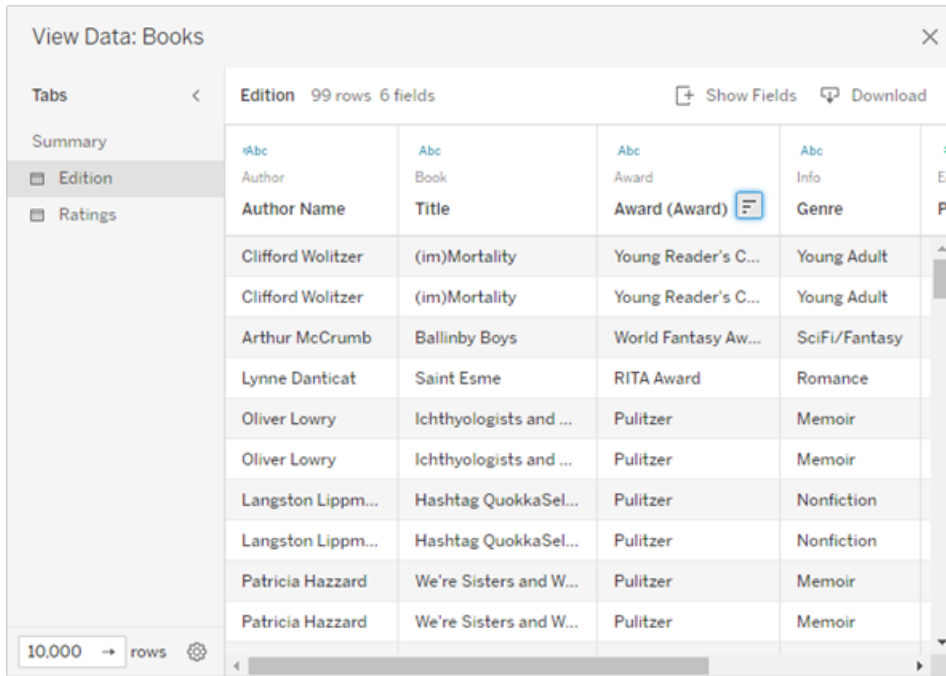 View Data: Books
Tabs
Edition 99 rows 6 fields Show Fields Download
Summary
Edition
Ratings
Abc Abc Abc Abc
Author Book Award Info E
Author Name Title Award (Award) Genre P
Clifford Wolitzer (im)Mortality Young Reader's C... Young Adult
Clifford Wolitzer (im)Mortality Young Reader's C... Young Adult
Arthur McCrumb Ballinby Boys World Fantasy Aw... SciFi/Fantasy
Lynne Danticat Saint Esme RITA Award Romance
Oliver Lowry Ichthyologists and ... Pulitzer Memoir
Oliver Lowry Ichthyologists and ... Pulitzer Memoir
Langston Lippm... Hashtag QuokkaSel... Pulitzer Nonfiction
Langston Lippm... Hashtag QuokkaSel... Pulitzer Nonfiction
Patricia Hazzard We're Sisters and W... Pulitzer Memoir
Patricia Hazzard We're Sisters and W... Pulitzer Memoir
10,000 → rows